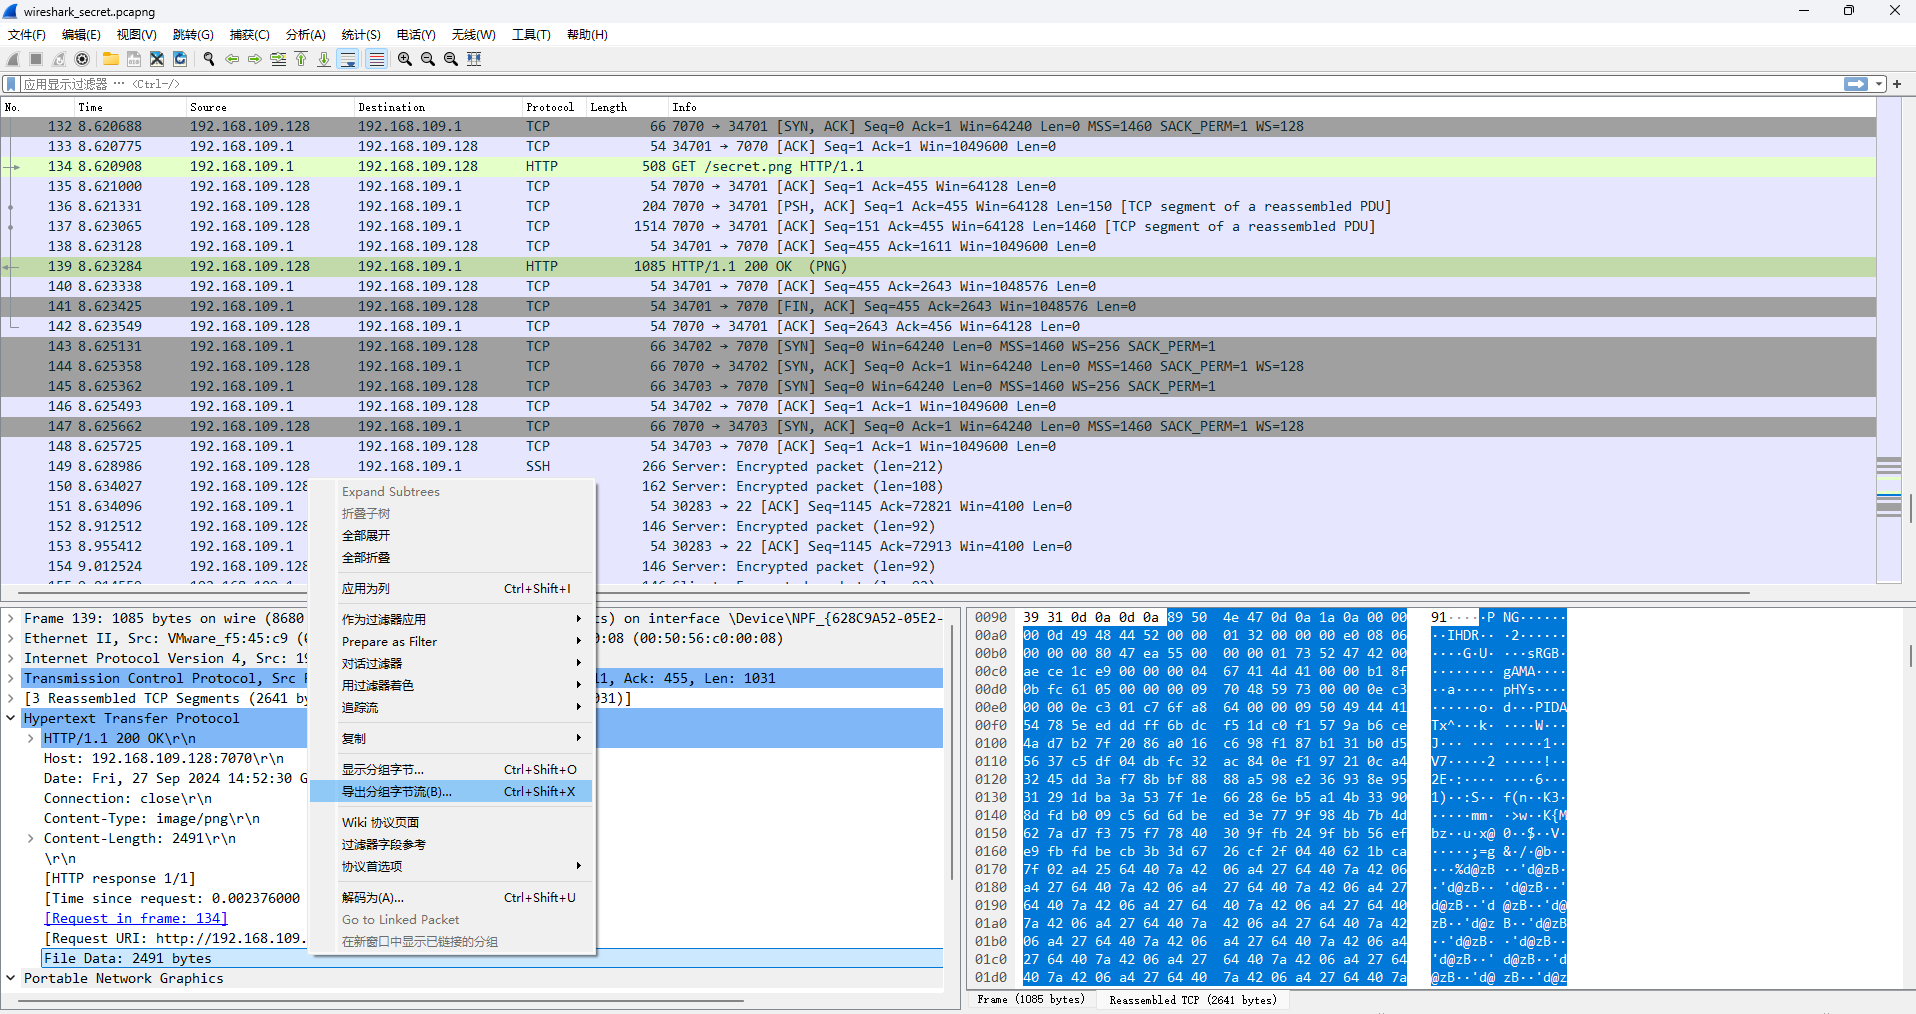 wireshark_secret..pcapng
文件(F) 编辑(E) 视图(V) 跳转(G) 捕获(C) 分析(A) 统计(S) 电话(Y) 无线(W) 工具(T) 帮助(H)
应用显示过滤器 … <Ctrl-/>
No. Time Source Destination Protocol Length Info
132 8.620688 192.168.109.128 192.168.109.1 TCP 66 7070 → 34701 [SYN, ACK] Seq=0 Ack=1 Win=64240 Len=0 MSS=1460 SACK_PERM=1 WS=128
133 8.620775 192.168.109.1 192.168.109.128 TCP 54 34701 → 7070 [ACK] Seq=1 Ack=1 Win=1049600 Len=0
134 8.620908 192.168.109.1 192.168.109.128 HTTP 508 GET /secret.png HTTP/1.1
135 8.621000 192.168.109.128 192.168.109.1 TCP 54 7070 → 34701 [ACK] Seq=1 Ack=455 Win=64128 Len=0
136 8.621331 192.168.109.128 192.168.109.1 TCP 204 7070 → 34701 [PSH, ACK] Seq=1 Ack=455 Win=64128 Len=150 [TCP segment of a reassembled PDU]
137 8.623065 192.168.109.128 192.168.109.1 TCP 1514 7070 → 34701 [ACK] Seq=151 Ack=455 Win=64128 Len=1460 [TCP segment of a reassembled PDU]
138 8.623128 192.168.109.1 192.168.109.128 TCP 54 34701 → 7070 [ACK] Seq=455 Ack=1611 Win=1049600 Len=0
139 8.623284 192.168.109.128 192.168.109.1 HTTP 1085 HTTP/1.1 200 OK  (PNG)
140 8.623338 192.168.109.1 192.168.109.128 TCP 54 34701 → 7070 [ACK] Seq=455 Ack=2643 Win=1048576 Len=0
141 8.623425 192.168.109.1 192.168.109.128 TCP 54 34701 → 7070 [FIN, ACK] Seq=455 Ack=2643 Win=1048576 Len=0
142 8.623549 192.168.109.128 192.168.109.1 TCP 54 7070 → 34701 [ACK] Seq=2643 Ack=456 Win=64128 Len=0
143 8.625131 192.168.109.1 192.168.109.128 TCP 66 34702 → 7070 [SYN] Seq=0 Win=64240 Len=0 MSS=1460 WS=256 SACK_PERM=1
144 8.625358 192.168.109.128 192.168.109.1 TCP 66 7070 → 34702 [SYN, ACK] Seq=0 Ack=1 Win=64240 Len=0 MSS=1460 SACK_PERM=1 WS=128
145 8.625362 192.168.109.1 192.168.109.128 TCP 66 34703 → 7070 [SYN] Seq=0 Win=64240 Len=0 MSS=1460 WS=256 SACK_PERM=1
146 8.625493 192.168.109.1 192.168.109.128 TCP 54 34702 → 7070 [ACK] Seq=1 Ack=1 Win=1049600 Len=0
147 8.625662 192.168.109.128 192.168.109.1 TCP 66 7070 → 34703 [SYN, ACK] Seq=0 Ack=1 Win=64240 Len=0 MSS=1460 SACK_PERM=1 WS=128
148 8.625725 192.168.109.1 192.168.109.128 TCP 54 34703 → 7070 [ACK] Seq=1 Ack=1 Win=1049600 Len=0
149 8.628986 192.168.109.128 192.168.109.1 SSH 266 Server: Encrypted packet (len=212)
150 8.634027 192.168.109.128 162 Server: Encrypted packet (len=108)
151 8.634096 192.168.109.1 54 30283 → 22 [ACK] Seq=1145 Ack=72821 Win=4100 Len=0
152 8.912512 192.168.109.128 146 Server: Encrypted packet (len=92)
153 8.955412 192.168.109.1 54 30283 → 22 [ACK] Seq=1145 Ack=72913 Win=4100 Len=0
154 9.012524 192.168.109.128 146 Server: Encrypted packet (len=92)
Expand Subtrees
折叠子树
全部展开
全部折叠
应用为列 Ctrl+Shift+I
作为过滤器应用
Prepare as Filter
对话过滤器
用过滤器着色
追踪流
复制
显示分组字节... Ctrl+Shift+O
导出分组字节流(B)... Ctrl+Shift+X
Wiki 协议页面
过滤器字段参考
协议首选项
解码为(A)... Ctrl+Shift+U
Go to Linked Packet
在新窗口中显示已链接的分组
Frame 139: 1085 bytes on wire (8680 ts) on interface \Device\NPF_{628C9A52-05E2-
Ethernet II, Src: VMware_f5:45:c9 ( 0:08 (00:50:56:c0:00:08)
Internet Protocol Version 4, Src: 19
Transmission Control Protocol, Src 11, Ack: 455, Len: 1031
[3 Reassembled TCP Segments (2641 by 031)]
Hypertext Transfer Protocol
HTTP/1.1 200 OK\r\n
Host: 192.168.109.128:7070\r\n
Date: Fri, 27 Sep 2024 14:52:30 G
Connection: close\r\n
Content-Type: image/png\r\n
Content-Length: 2491\r\n
\r\n
[HTTP response 1/1]
[Time since request: 0.002376000
[Request in frame: 134]
[Request URI: http://192.168.109.
File Data: 2491 bytes
Portable Network Graphics
0090 39 31 0d 0a 0d 0a 89 50 4e 47 0d 0a 1a 0a 00 00 91·····P NG······
00a0 00 0d 49 48 44 52 00 00 01 32 00 00 00 e0 08 06 ··IHDR·· ·2······
00b0 00 00 00 80 47 ea 55 00 00 00 01 73 52 47 42 00 ····G·U· ···sRGB·
00c0 ae ce 1c e9 00 00 00 04 67 41 4d 41 00 00 b1 8f ········ gAMA····
00d0 0b fc 61 05 00 00 00 09 70 48 59 73 00 00 0e c3 ··a····· pHYs····
00e0 00 00 0e c3 01 c7 6f a8 64 00 00 09 50 49 44 41 ······o· d···PIDA
00f0 54 78 5e ed dd ff 6b dc f5 1d c0 f1 57 9a b6 ce Tx^···k· ····W···
0100 4a d7 b2 7f 20 86 a0 16 c6 98 f1 87 b1 31 b0 d5 J··· ··· ·····1··
0110 56 37 c5 df 04 db fc 32 ac 84 0e f1 97 21 0c a4 V7·····2 ·····!··
0120 32 45 dd 3a f7 8b bf 88 88 a5 98 e2 36 93 8e 95 2E·:···· ····6···
0130 31 29 1d ba 3a 53 7f 1e 66 28 6e b5 a1 4b 33 90 1)··:S·· f(n··K3·
0140 8d fd b0 09 c5 6d 6d be ed 3e 77 9f 98 4b 7b 4d ·····mm· ·>w··K{M
0150 62 7a d7 f3 75 f7 78 40 30 9f fb 24 9f bb 56 ef bz··u·x@ 0··$··V·
0160 e9 fb fd be cb 3b 3d 67 26 cf 2f 04 40 62 1b ca ·····;=g &·/·@b··
0170 7f 02 a4 25 64 40 7a 42 06 a4 27 64 40 7a 42 06 ···%d@zB ··'d@zB·
0180 a4 27 64 40 7a 42 06 a4 27 64 40 7a 42 06 a4 27 ·'d@zB·· 'd@zB··'
0190 64 40 7a 42 06 a4 27 64 40 7a 42 06 a4 27 64 40 d@zB··'d @zB··'d@
01a0 7a 42 06 a4 27 64 40 7a 42 06 a4 27 64 40 7a 42 zB··'d@z B··'d@zB
01b0 06 a4 27 64 40 7a 42 06 a4 27 64 40 7a 42 06 a4 ··'d@zB· ·'d@zB··
01c0 27 64 40 7a 42 06 a4 27 64 40 7a 42 06 a4 27 64 'd@zB··' d@zB··'d
01d0 40 7a 42 06 a4 27 64 40 7a 42 06 a4 27 64 40 7a @zB··'d@ zB··'d@z
Frame (1085 bytes) Reassembled TCP (2641 bytes)